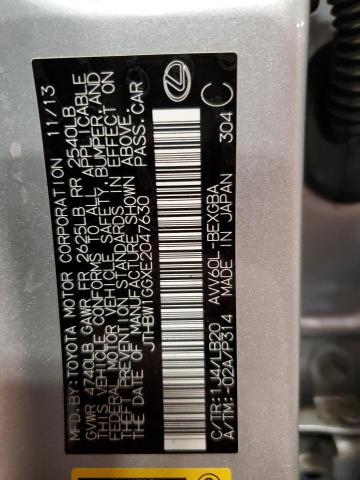 MFD.BY:TOYOTA MOTOR CORPORATION 11/13
GVWR 4740LB GAWR FR 2625LB RR 2540LB
THIS VEHICLE CONFORMS TO ALL APPLICABLE
FEDERAL MOTOR VEHICLE SAFETY, BUMPER, AND
THEFT PREVENTION STANDARDS IN EFFECT ON
THE DATE OF MANUFACTURE SHOWN ABOVE.
JTHBW1GGXE2047630 PASS.CAR
C/TR:1J4/LB20 AVV60L-BEXGBA
A/TM:-02A/P314 MADE IN JAPAN 304 C